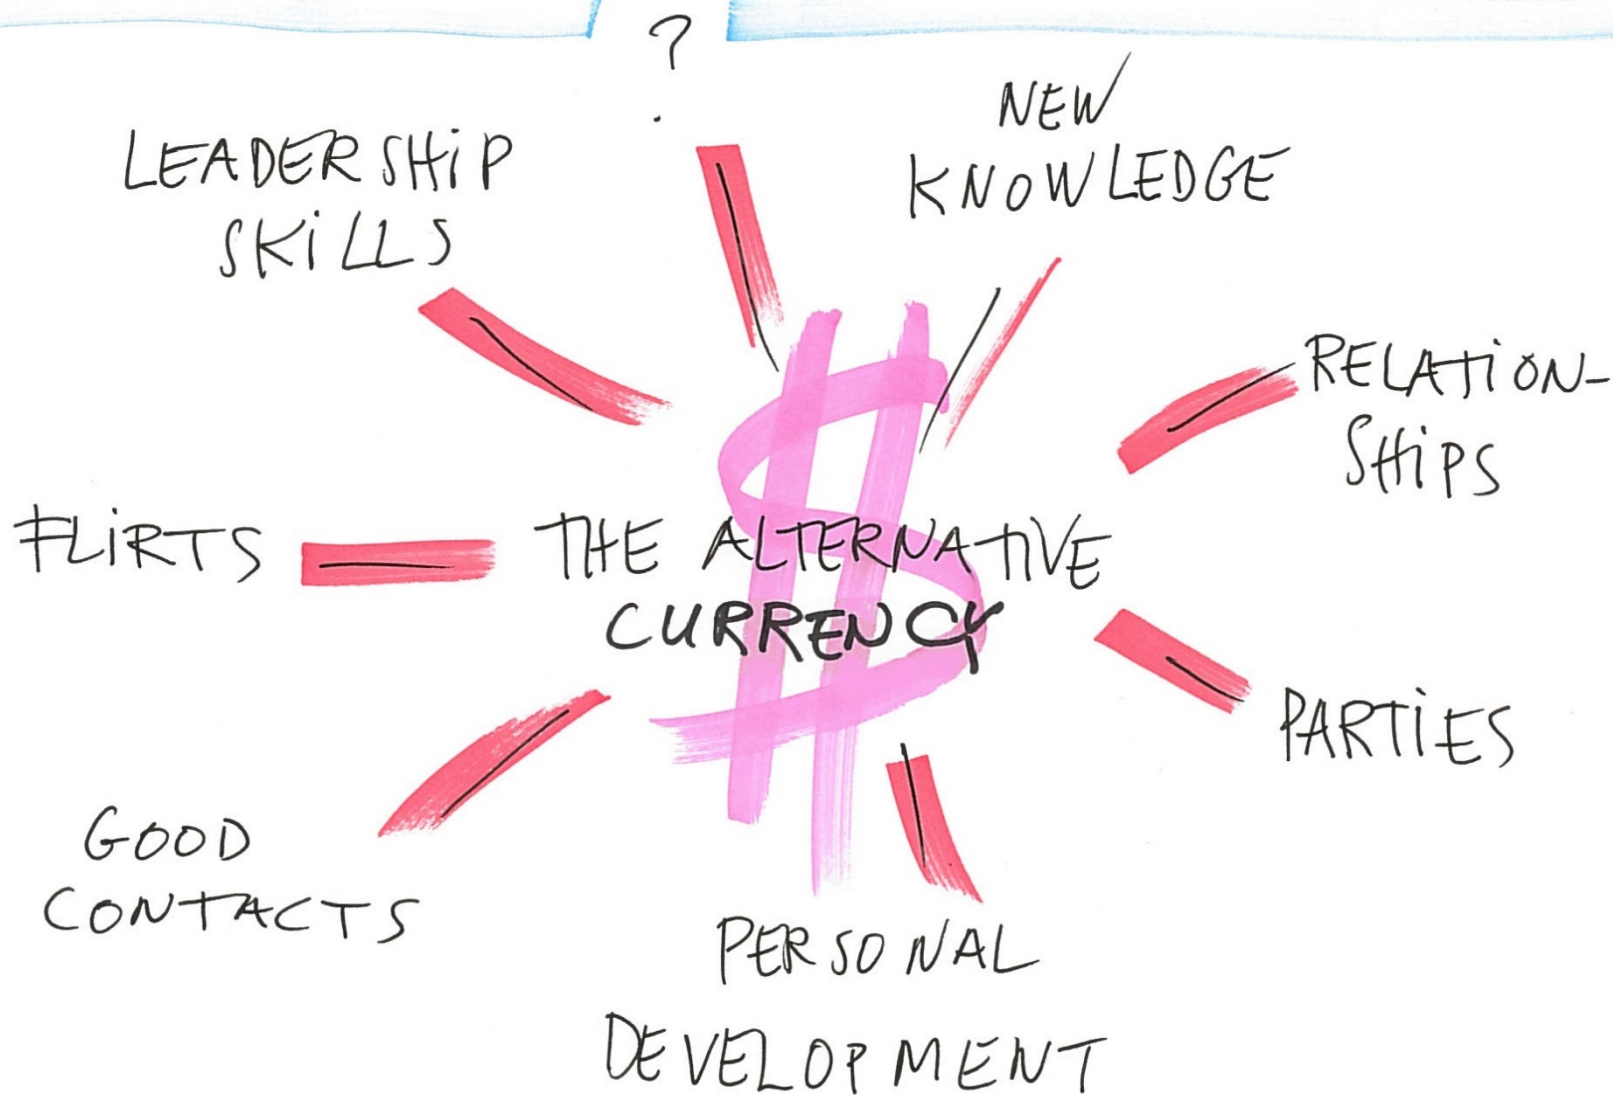 ?
NEW
KNOWLEDGE
LEADERSHIP
SKILLS
RELATION-
SHIPS
FLIRTS
THE ALTERNATIVE
CURRENCY
PARTIES
GOOD
CONTACTS
PERSONAL
DEVELOPMENT